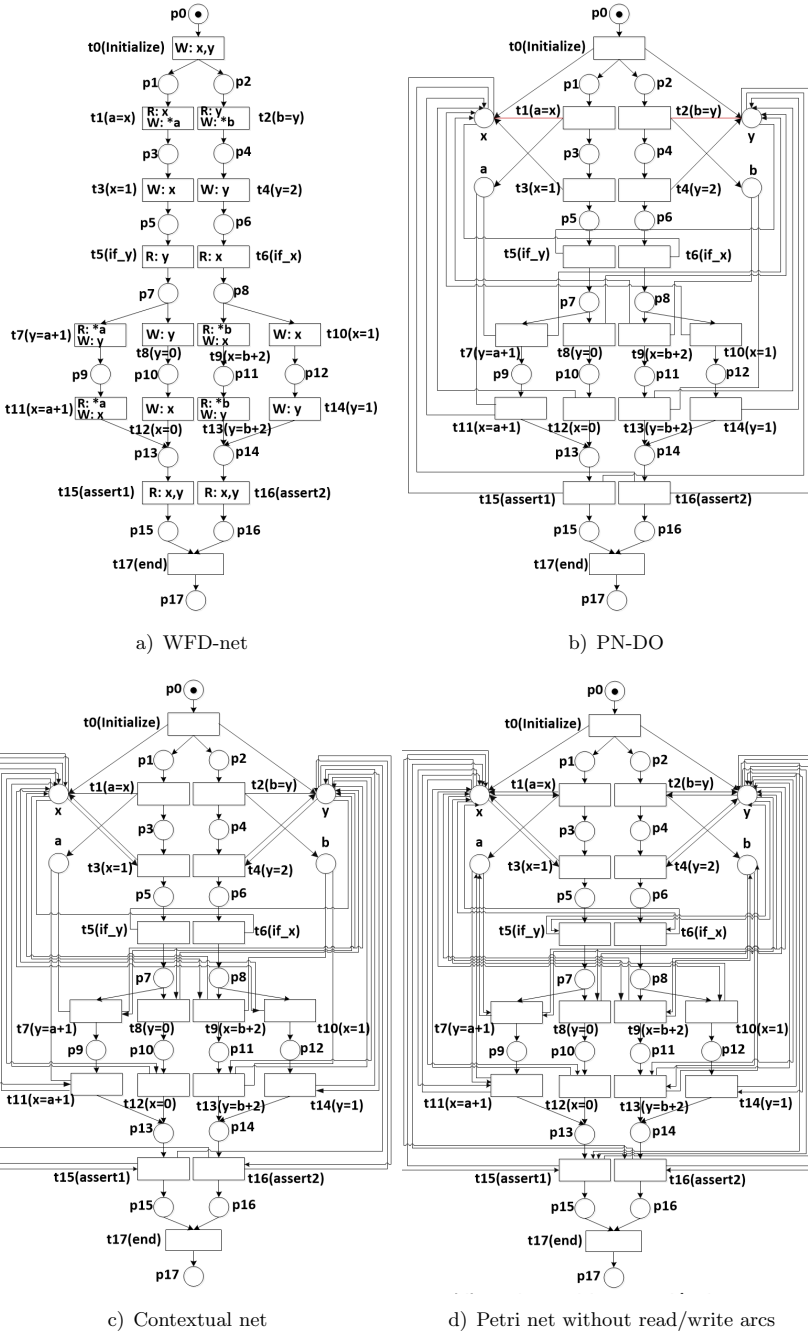 p0
t0(Initialize) W: x,y
p1 p2
t1(a=x) R: x W: *a R: y W: *b t2(b=y)
p3 p4
t3(x=1) W: x W: y t4(y=2)
p5 p6
t5(if_y) R: y R: x t6(if_x)
p7 p8
t7(y=a+1) R: *a W: y W: y R: *b W: x W: x t10(x=1)
t8(y=0) t9(x=b+2)
p9 p10 p11 p12
R: *a W: x W: x R: *b W: y W: y t14(y=1)
t11(x=a+1) t12(x=0) t13(y=b+2)
p13 p14
t15(assert1) R: x,y R: x,y t16(assert2)
p15 p16
t17(end)
p17
a) WFD-net
p0
t0(Initialize)
p1 p2
t1(a=x) t2(b=y)
x y
p3 p4
a b
t3(x=1) t4(y=2)
p5 p6
t5(if_y) t6(if_x)
p7 p8
t7(y=a+1) t8(y=0) t9(x=b+2) t10(x=1)
p9 p10 p11 p12
t11(x=a+1) t12(x=0) t13(y=b+2) t14(y=1)
p13 p14
t15(assert1) t16(assert2)
p15 p16
t17(end)
p17
b) PN-DO
p0
t0(Initialize)
p1 p2
t1(a=x) t2(b=y)
x y
p3 p4
a b
t3(x=1) t4(y=2)
p5 p6
t5(if_y) t6(if_x)
p7 p8
t7(y=a+1) t8(y=0) t9(x=b+2) t10(x=1)
p9 p10 p11 p12
t11(x=a+1) t12(x=0) t13(y=b+2) t14(y=1)
p13 p14
t15(assert1) t16(assert2)
p15 p16
t17(end)
p17
c) Contextual net
p0
t0(Initialize)
p1 p2
t1(a=x) t2(b=y)
x y
p3 p4
a b
t3(x=1) t4(y=2)
p5 p6
t5(if_y) t6(if_x)
p7 p8
t7(y=a+1) t8(y=0) t9(x=b+2) t10(x=1)
p9 p10 p11 p12
t11(x=a+1) t12(x=0) t13(y=b+2) t14(y=1)
p13 p14
t15(assert1) t16(assert2)
p15 p16
t17(end)
p17
d) Petri net without read/write arcs